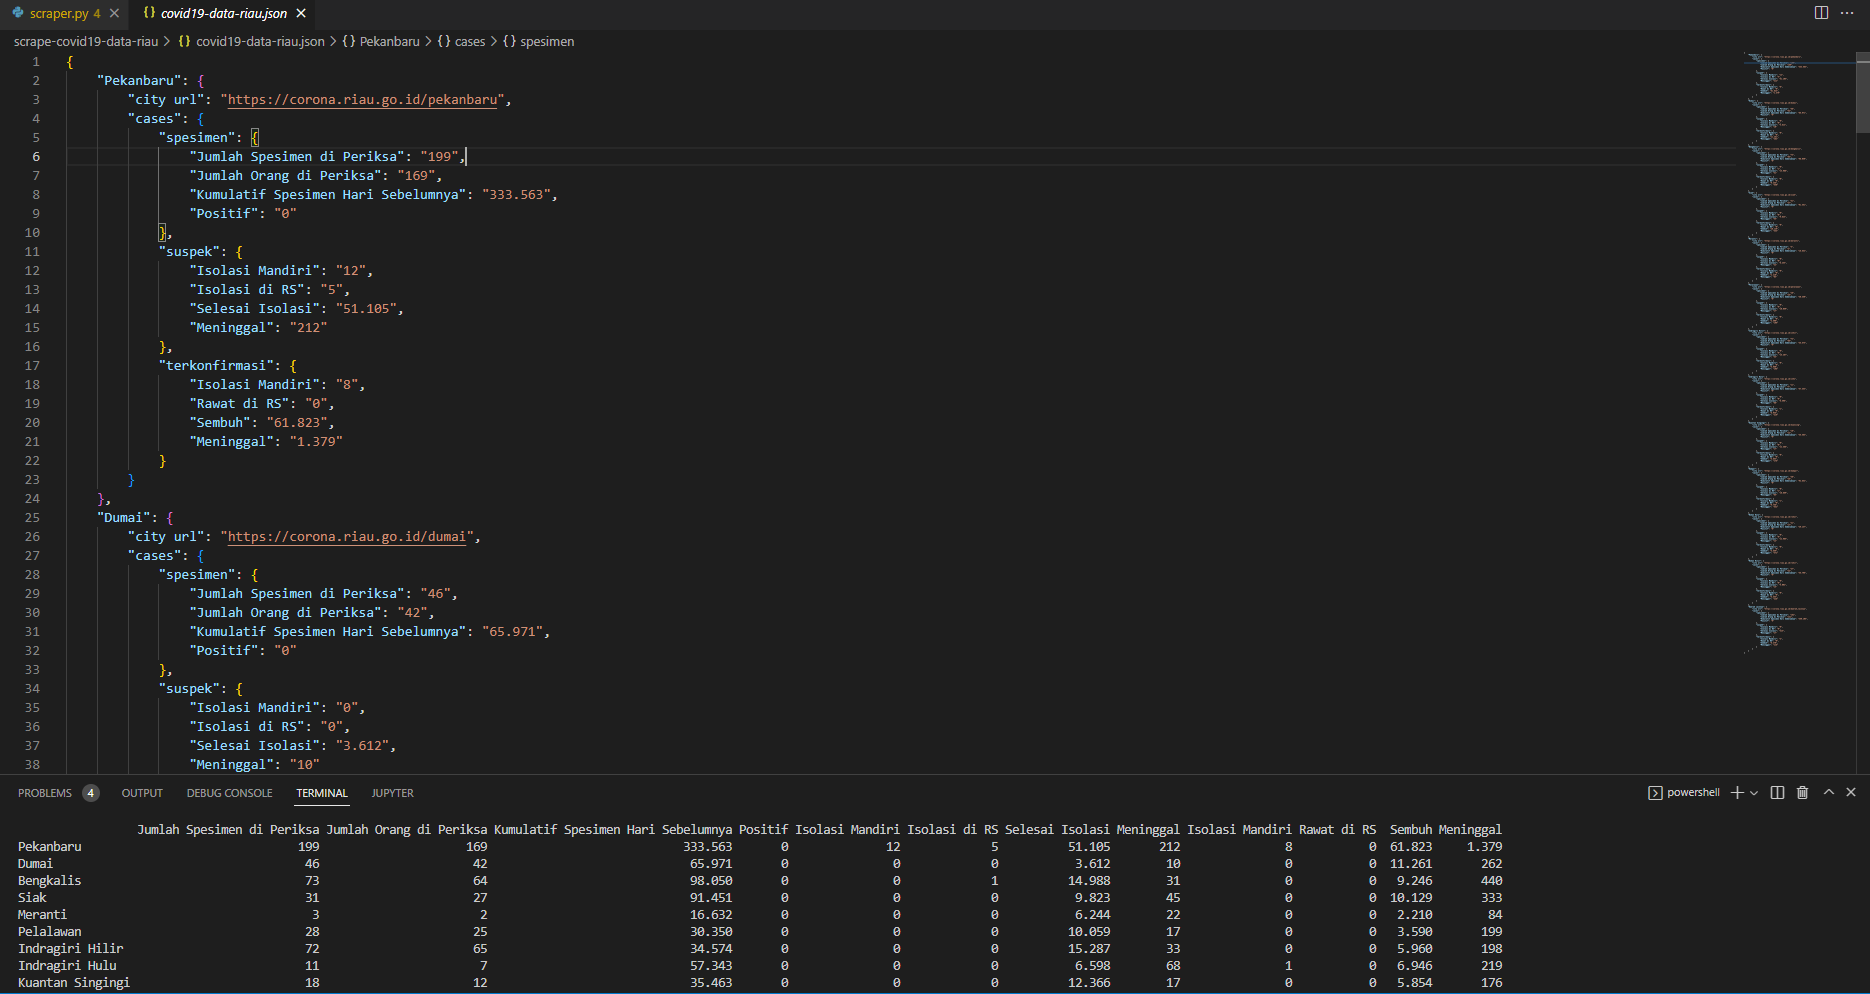 scraper.py 4 covid19-data-riau.json
scrape-covid19-data-riau > {} covid19-data-riau.json > {} Pekanbaru > {} cases > {} spesimen
1 {
2 "Pekanbaru": {
3 "city url": "https://corona.riau.go.id/pekanbaru",
4 "cases": {
5 "spesimen": {
6 "Jumlah Spesimen di Periksa": "199",
7 "Jumlah Orang di Periksa": "169",
8 "Kumulatif Spesimen Hari Sebelumnya": "333.563",
9 "Positif": "0"
10 },
11 "suspek": {
12 "Isolasi Mandiri": "12",
13 "Isolasi di RS": "5",
14 "Selesai Isolasi": "51.105",
15 "Meninggal": "212"
16 },
17 "terkonfirmasi": {
18 "Isolasi Mandiri": "8",
19 "Rawat di RS": "0",
20 "Sembuh": "61.823",
21 "Meninggal": "1.379"
22 }
23 }
24 },
25 "Dumai": {
26 "city url": "https://corona.riau.go.id/dumai",
27 "cases": {
28 "spesimen": {
29 "Jumlah Spesimen di Periksa": "46",
30 "Jumlah Orang di Periksa": "42",
31 "Kumulatif Spesimen Hari Sebelumnya": "65.971",
32 "Positif": "0"
33 },
34 "suspek": {
35 "Isolasi Mandiri": "0",
36 "Isolasi di RS": "0",
37 "Selesai Isolasi": "3.612",
38 "Meninggal": "10"
PROBLEMS 4 OUTPUT DEBUG CONSOLE TERMINAL JUPYTER powershell
Jumlah Spesimen di Periksa Jumlah Orang di Periksa Kumulatif Spesimen Hari Sebelumnya Positif Isolasi Mandiri Isolasi di RS Selesai Isolasi Meninggal Isolasi Mandiri Rawat di RS Sembuh Meninggal
Pekanbaru 199 169 333.563 0 12 5 51.105 212 8 0 61.823 1.379
Dumai 46 42 65.971 0 0 0 3.612 10 0 0 11.261 262
Bengkalis 73 64 98.050 0 0 1 14.988 31 0 0 9.246 440
Siak 31 27 91.451 0 0 0 9.823 45 0 0 10.129 333
Meranti 3 2 16.632 0 0 0 6.244 22 0 0 2.210 84
Pelalawan 28 25 30.350 0 0 0 10.059 17 0 0 3.590 199
Indragiri Hilir 72 65 34.574 0 0 0 15.287 33 0 0 5.960 198
Indragiri Hulu 11 7 57.343 0 0 0 6.598 68 1 0 6.946 219
Kuantan Singingi 18 12 35.463 0 0 0 12.366 17 0 0 5.854 176